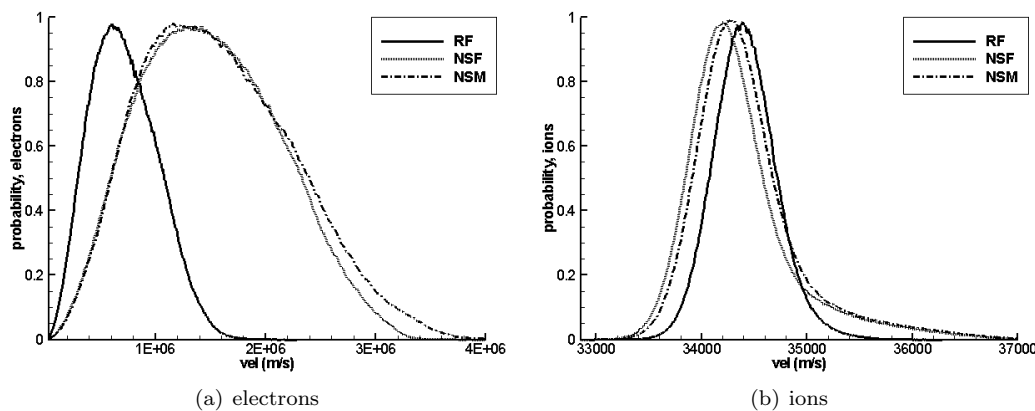 probability, electrons
1
0.8
0.6
0.4
0.2
0
1E+06
2E+06
3E+06
4E+06
vel (m/s)
RF
NSF
NSM
(a) electrons
probability, ions
1
0.8
0.6
0.4
0.2
0
33000
34000
35000
36000
37000
vel (m/s)
RF
NSF
NSM
(b) ions